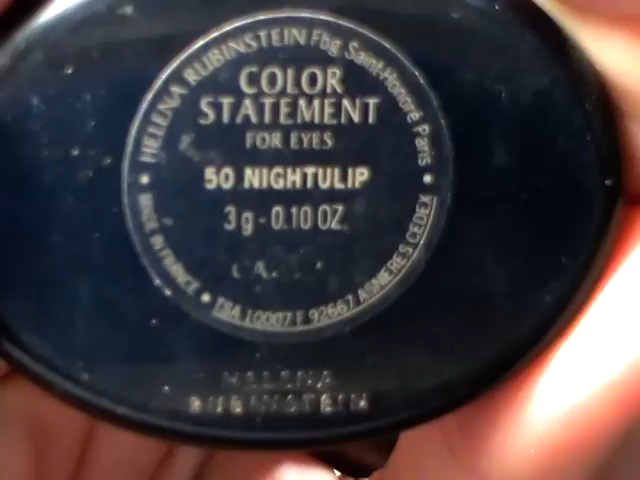 HELENA RUBINSTEIN Fbg Saint-Honoré Paris
COLOR
STATEMENT
FOR EYES
50 NIGHTULIP
3 g - 0.10 OZ.
MADE IN FRANCE • TSA 10007 F 92667 ASNIERES CEDEX
HELENA
RUBINSTEIN